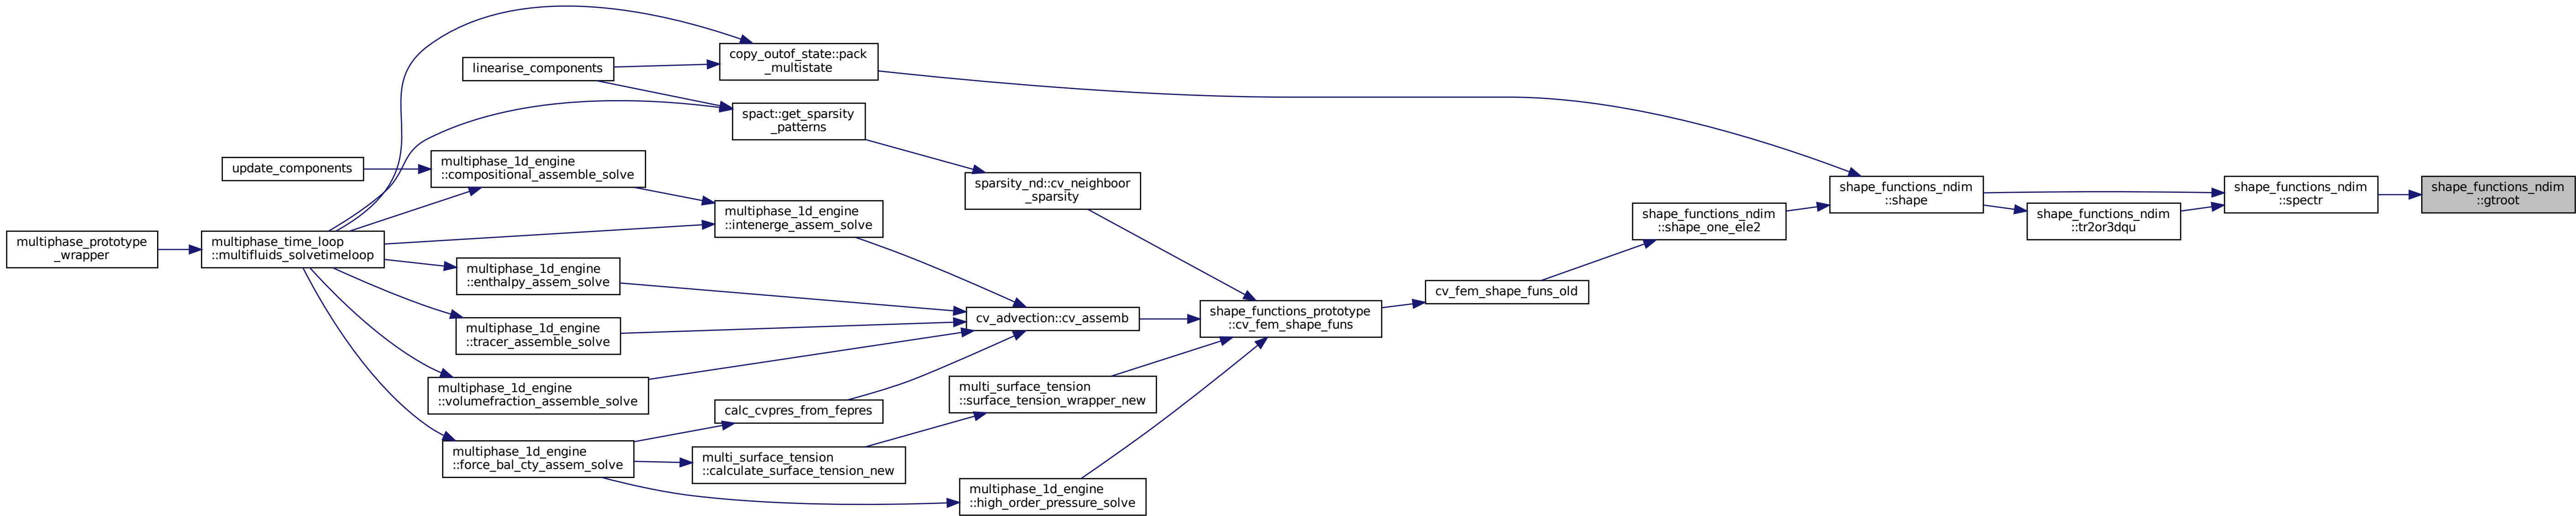 copy_outof_state::pack
_multistate
linearise_components
spact::get_sparsity
_patterns
update_components
multiphase_1d_engine
::compositional_assemble_solve
sparsity_nd::cv_neighboor
_sparsity
shape_functions_ndim
::shape
shape_functions_ndim
::spectr
shape_functions_ndim
::gtroot
multiphase_1d_engine
::intenerge_assem_solve
shape_functions_ndim
::shape_one_ele2
shape_functions_ndim
::tr2or3dqu
multiphase_prototype
_wrapper
multiphase_time_loop
::multifluids_solvetimeloop
multiphase_1d_engine
::enthalpy_assem_solve
cv_fem_shape_funs_old
multiphase_1d_engine
::tracer_assemble_solve
cv_advection::cv_assemb
shape_functions_prototype
::cv_fem_shape_funs
multiphase_1d_engine
::volumefraction_assemble_solve
multi_surface_tension
::surface_tension_wrapper_new
calc_cvpres_from_fepres
multiphase_1d_engine
::force_bal_cty_assem_solve
multi_surface_tension
::calculate_surface_tension_new
multiphase_1d_engine
::high_order_pressure_solve